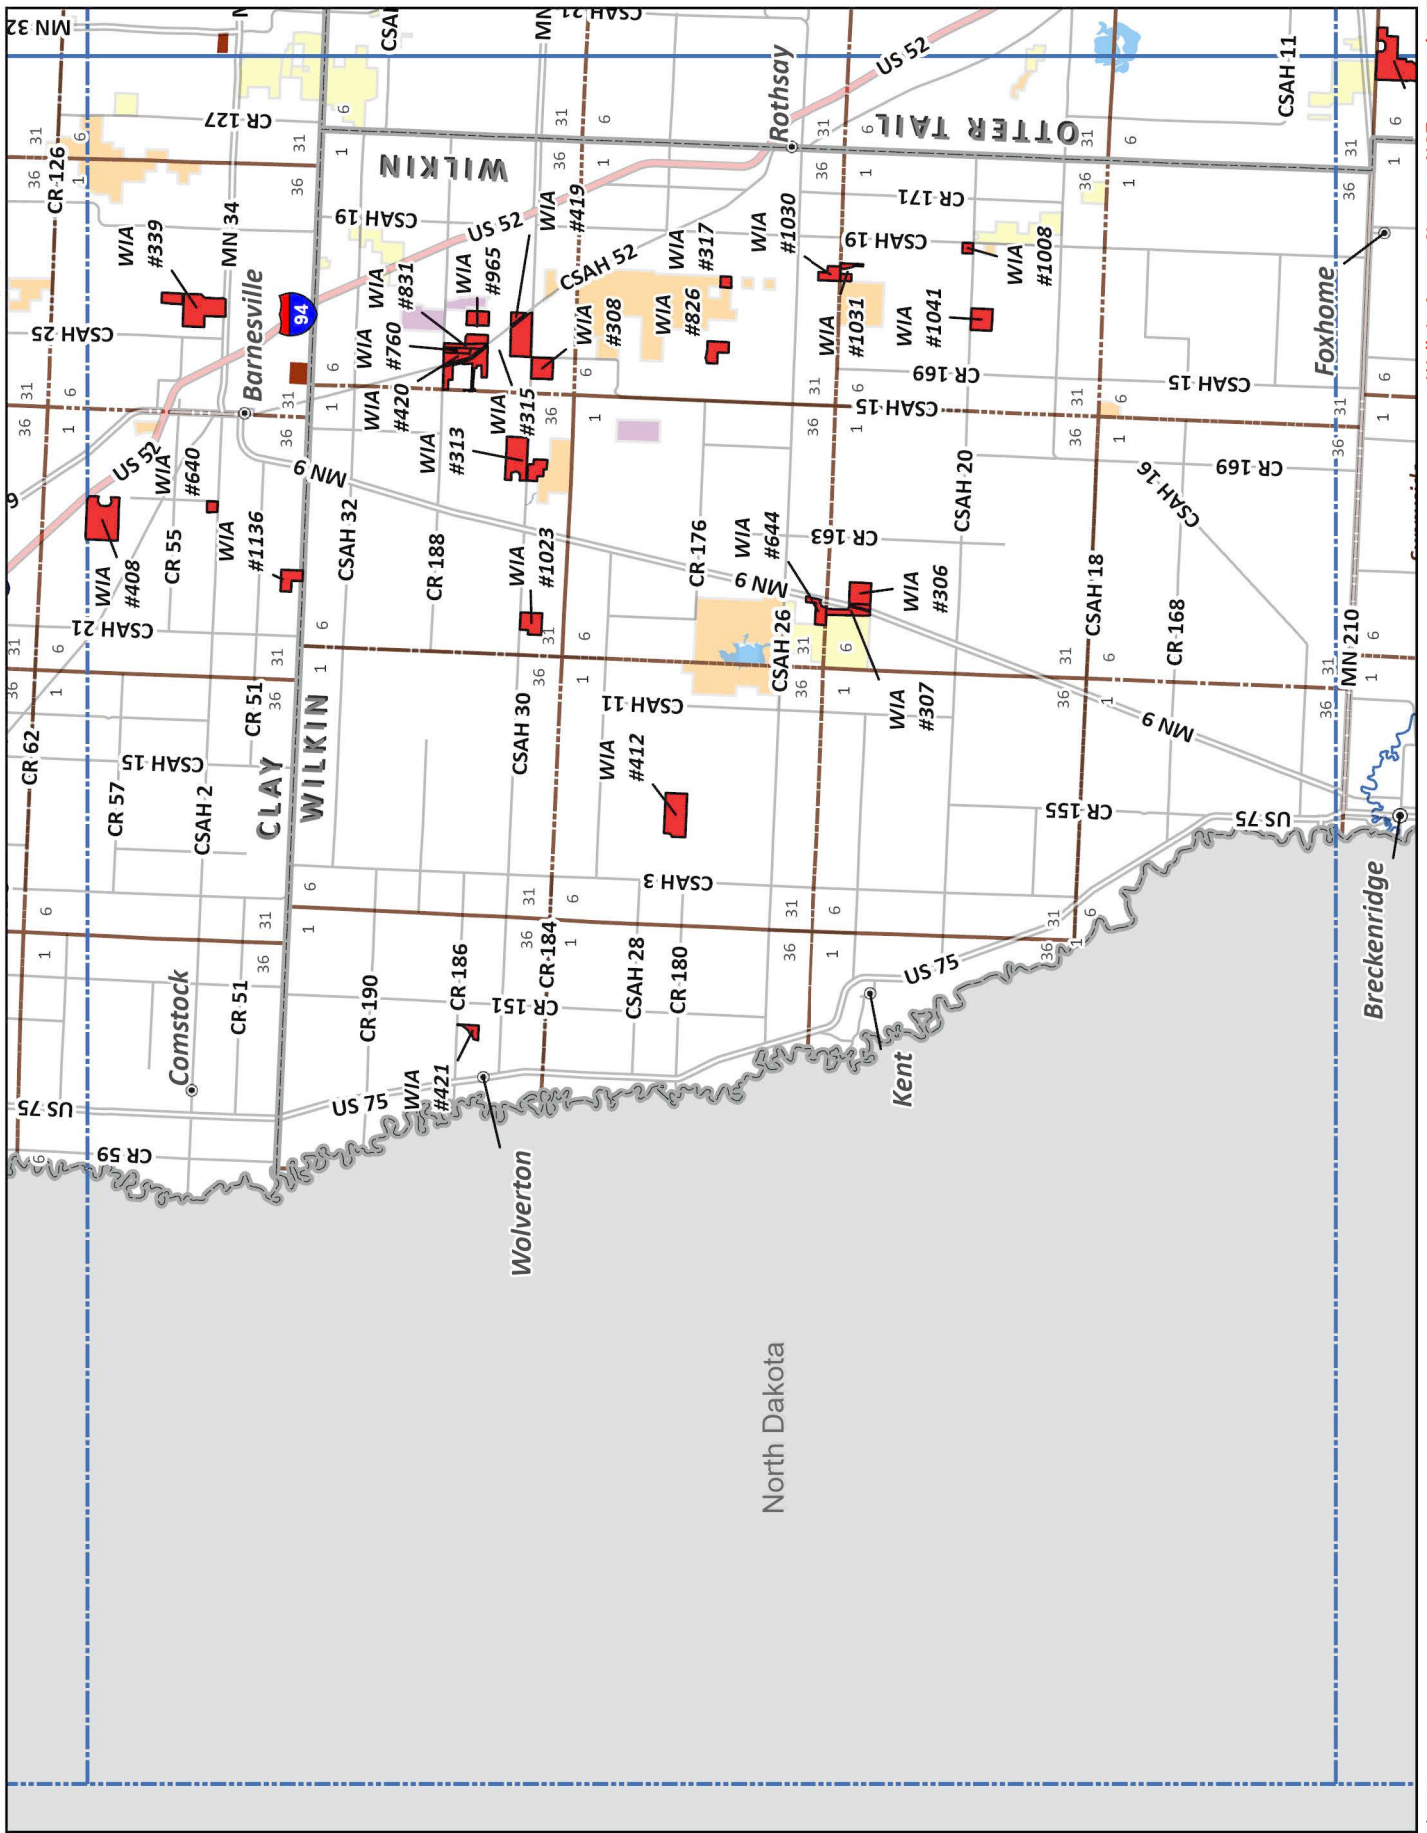 MN 32
CSAH 21
US 52
CSAH 11
CR 127
Rothsay
OTTER TAIL
31
6
36
1
CR 126
WILKIN
CSAH 19
CR 171
WIA
#339
MN 34
WIA
#419
US 52
WIA
#1030
CSAH 19
WIA
#1008
WIA
#831
WIA
#965
CSAH 52
WIA
#317
Foxhome
CSAH 25
94
Barnesville
WIA
#760
WIA
#308
WIA
#826
WIA
#1031
WIA
#1041
CR 169
CSAH 15
CSAH 15
US 52
WIA
#640
WIA
#420
WIA
#315
WIA
#313
MN 9
CSAH 20
CSAH 16
CR 169
WIA
#408
CR 55
WIA
#1136
CSAH 32
CR 188
WIA
#1023
CR 176
WIA
#644
CR 163
MN 9
WIA
#306
CSAH 18
CR 168
MN 210
CSAH 21
CSAH 26
WIA
#307
CR 62
CR 51
CSAH 30
CSAH 11
MN 9
CSAH 15
CLAY
WILKIN
WIA
#412
CR 57
CSAH 2
CR 155
US 75
CSAH 3
Breckenridge
Comstock
CR 51
CR 190
CR 186
CR 151
CR 184
CSAH 28
CR 180
US 75
Kent
US 75
US 75
WIA
#421
CR 59
Wolverton
North Dakota